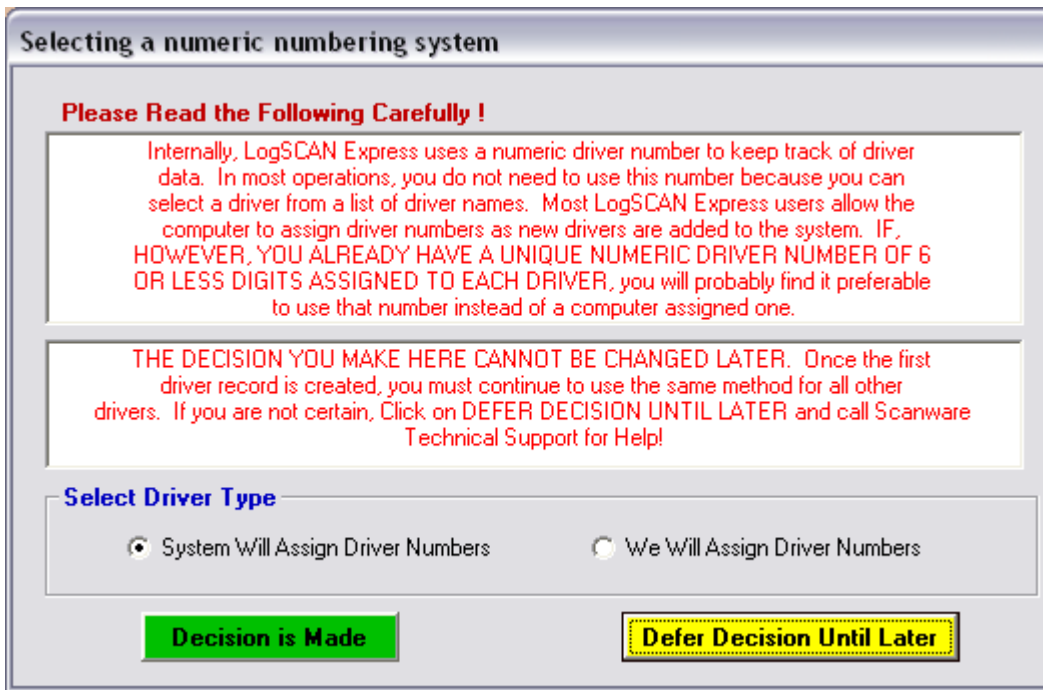 Selecting a numeric numbering system
Please Read the Following Carefully !
Internally, LogSCAN Express uses a numeric driver number to keep track of driver
data.  In most operations, you do not need to use this number because you can
select a driver from a list of driver names.  Most LogSCAN Express users allow the
computer to assign driver numbers as new drivers are added to the system.  IF,
HOWEVER, YOU ALREADY HAVE A UNIQUE NUMERIC DRIVER NUMBER OF 6
OR LESS DIGITS ASSIGNED TO EACH DRIVER, you will probably find it preferable
to use that number instead of a computer assigned one.
THE DECISION YOU MAKE HERE CANNOT BE CHANGED LATER.  Once the first
driver record is created, you must continue to use the same method for all other
drivers.  If you are not certain, Click on DEFER DECISION UNTIL LATER and call Scanware
Technical Support for Help!
Select Driver Type
System Will Assign Driver Numbers
We Will Assign Driver Numbers
Decision is Made
Defer Decision Until Later